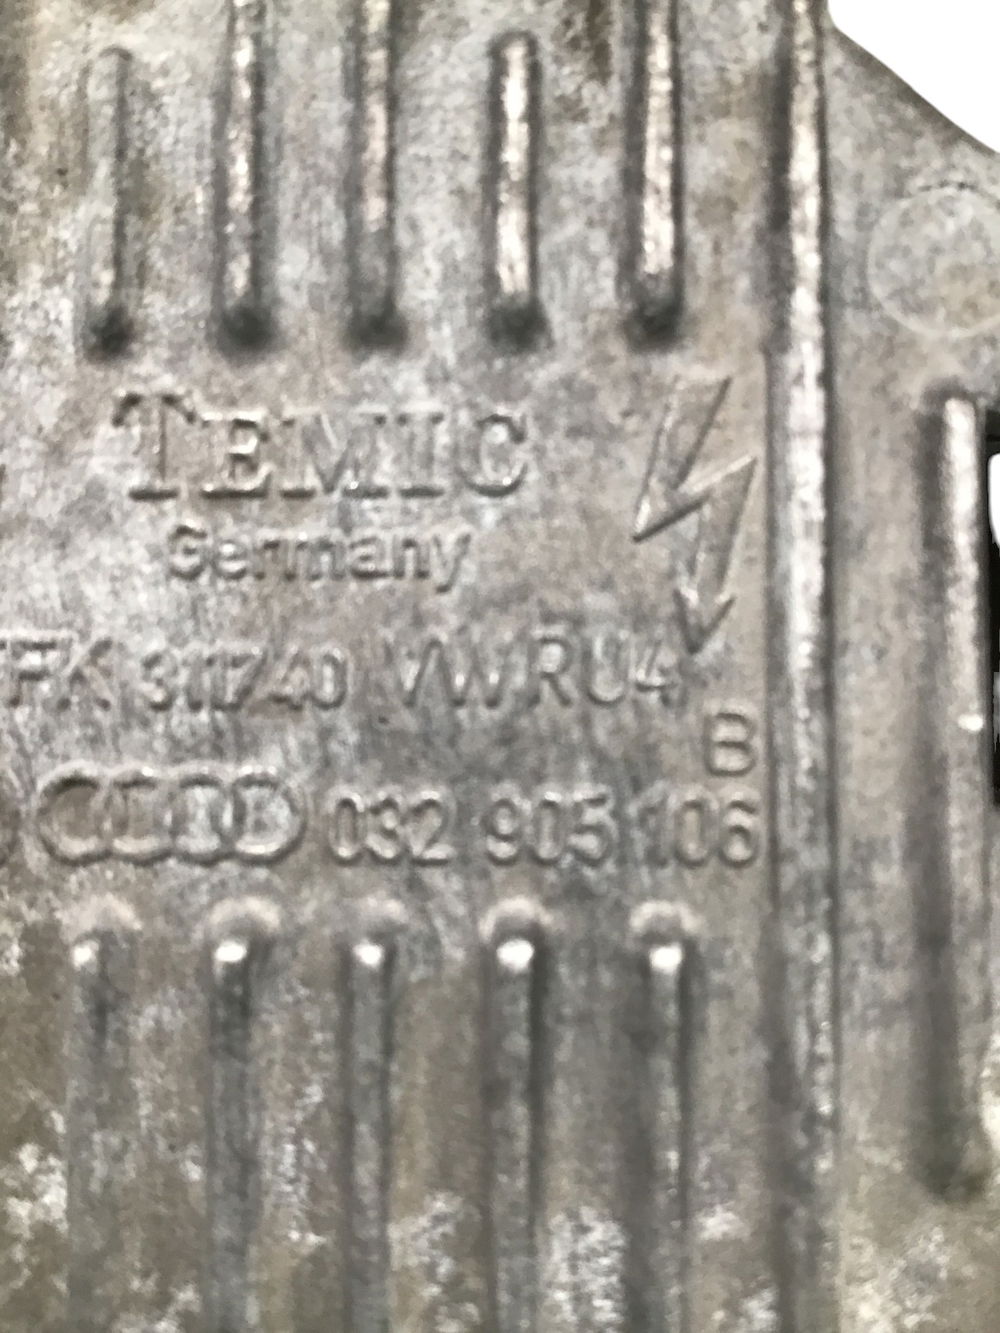 TEMIC
Germany
FK 311740 VWRU4
B
032 905 106